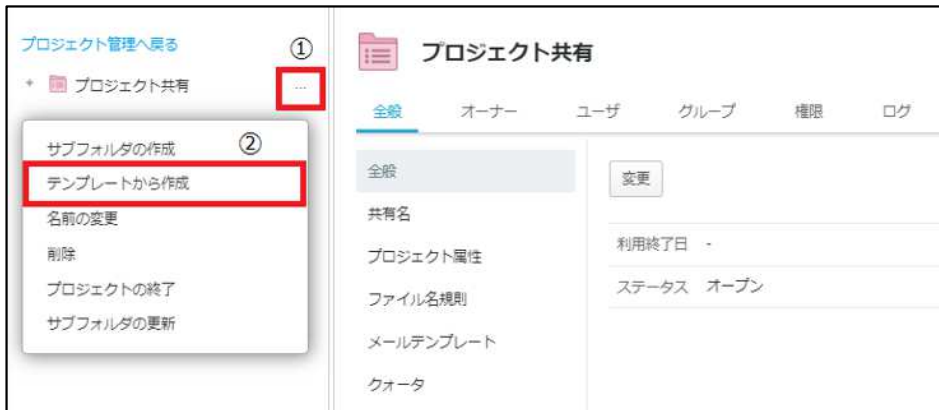 プロジェクト管理へ戻る
①
プロジェクト共有
...
サブフォルダの作成
②
テンプレートから作成
名前の変更
削除
プロジェクトの終了
サブフォルダの更新
プロジェクト共有
全般 オーナー ユーザ グループ 権限 ログ
全般
共有名
プロジェクト属性
ファイル名規則
メールテンプレート
クォータ
変更
利用終了日 -
ステータス オープン